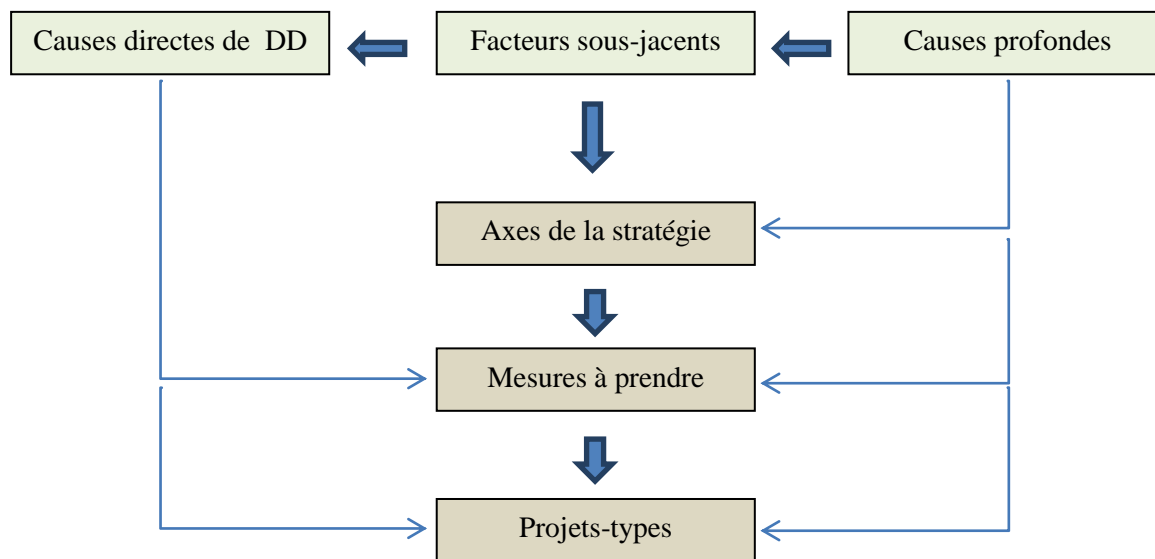 Causes directes de DD
Facteurs sous-jacents
Causes profondes
Axes de la stratégie
Mesures à prendre
Projets-types